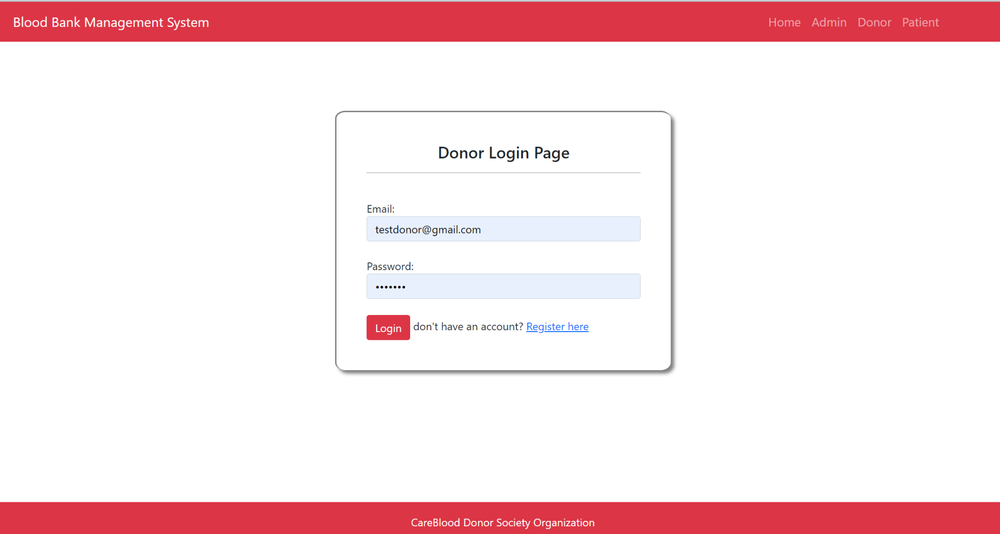 Blood Bank Management System
Home Admin Donor Patient
Donor Login Page
Email:
testdonor@gmail.com
Password:
•••••••
Login don't have an account? Register here
CareBlood Donor Society Organization